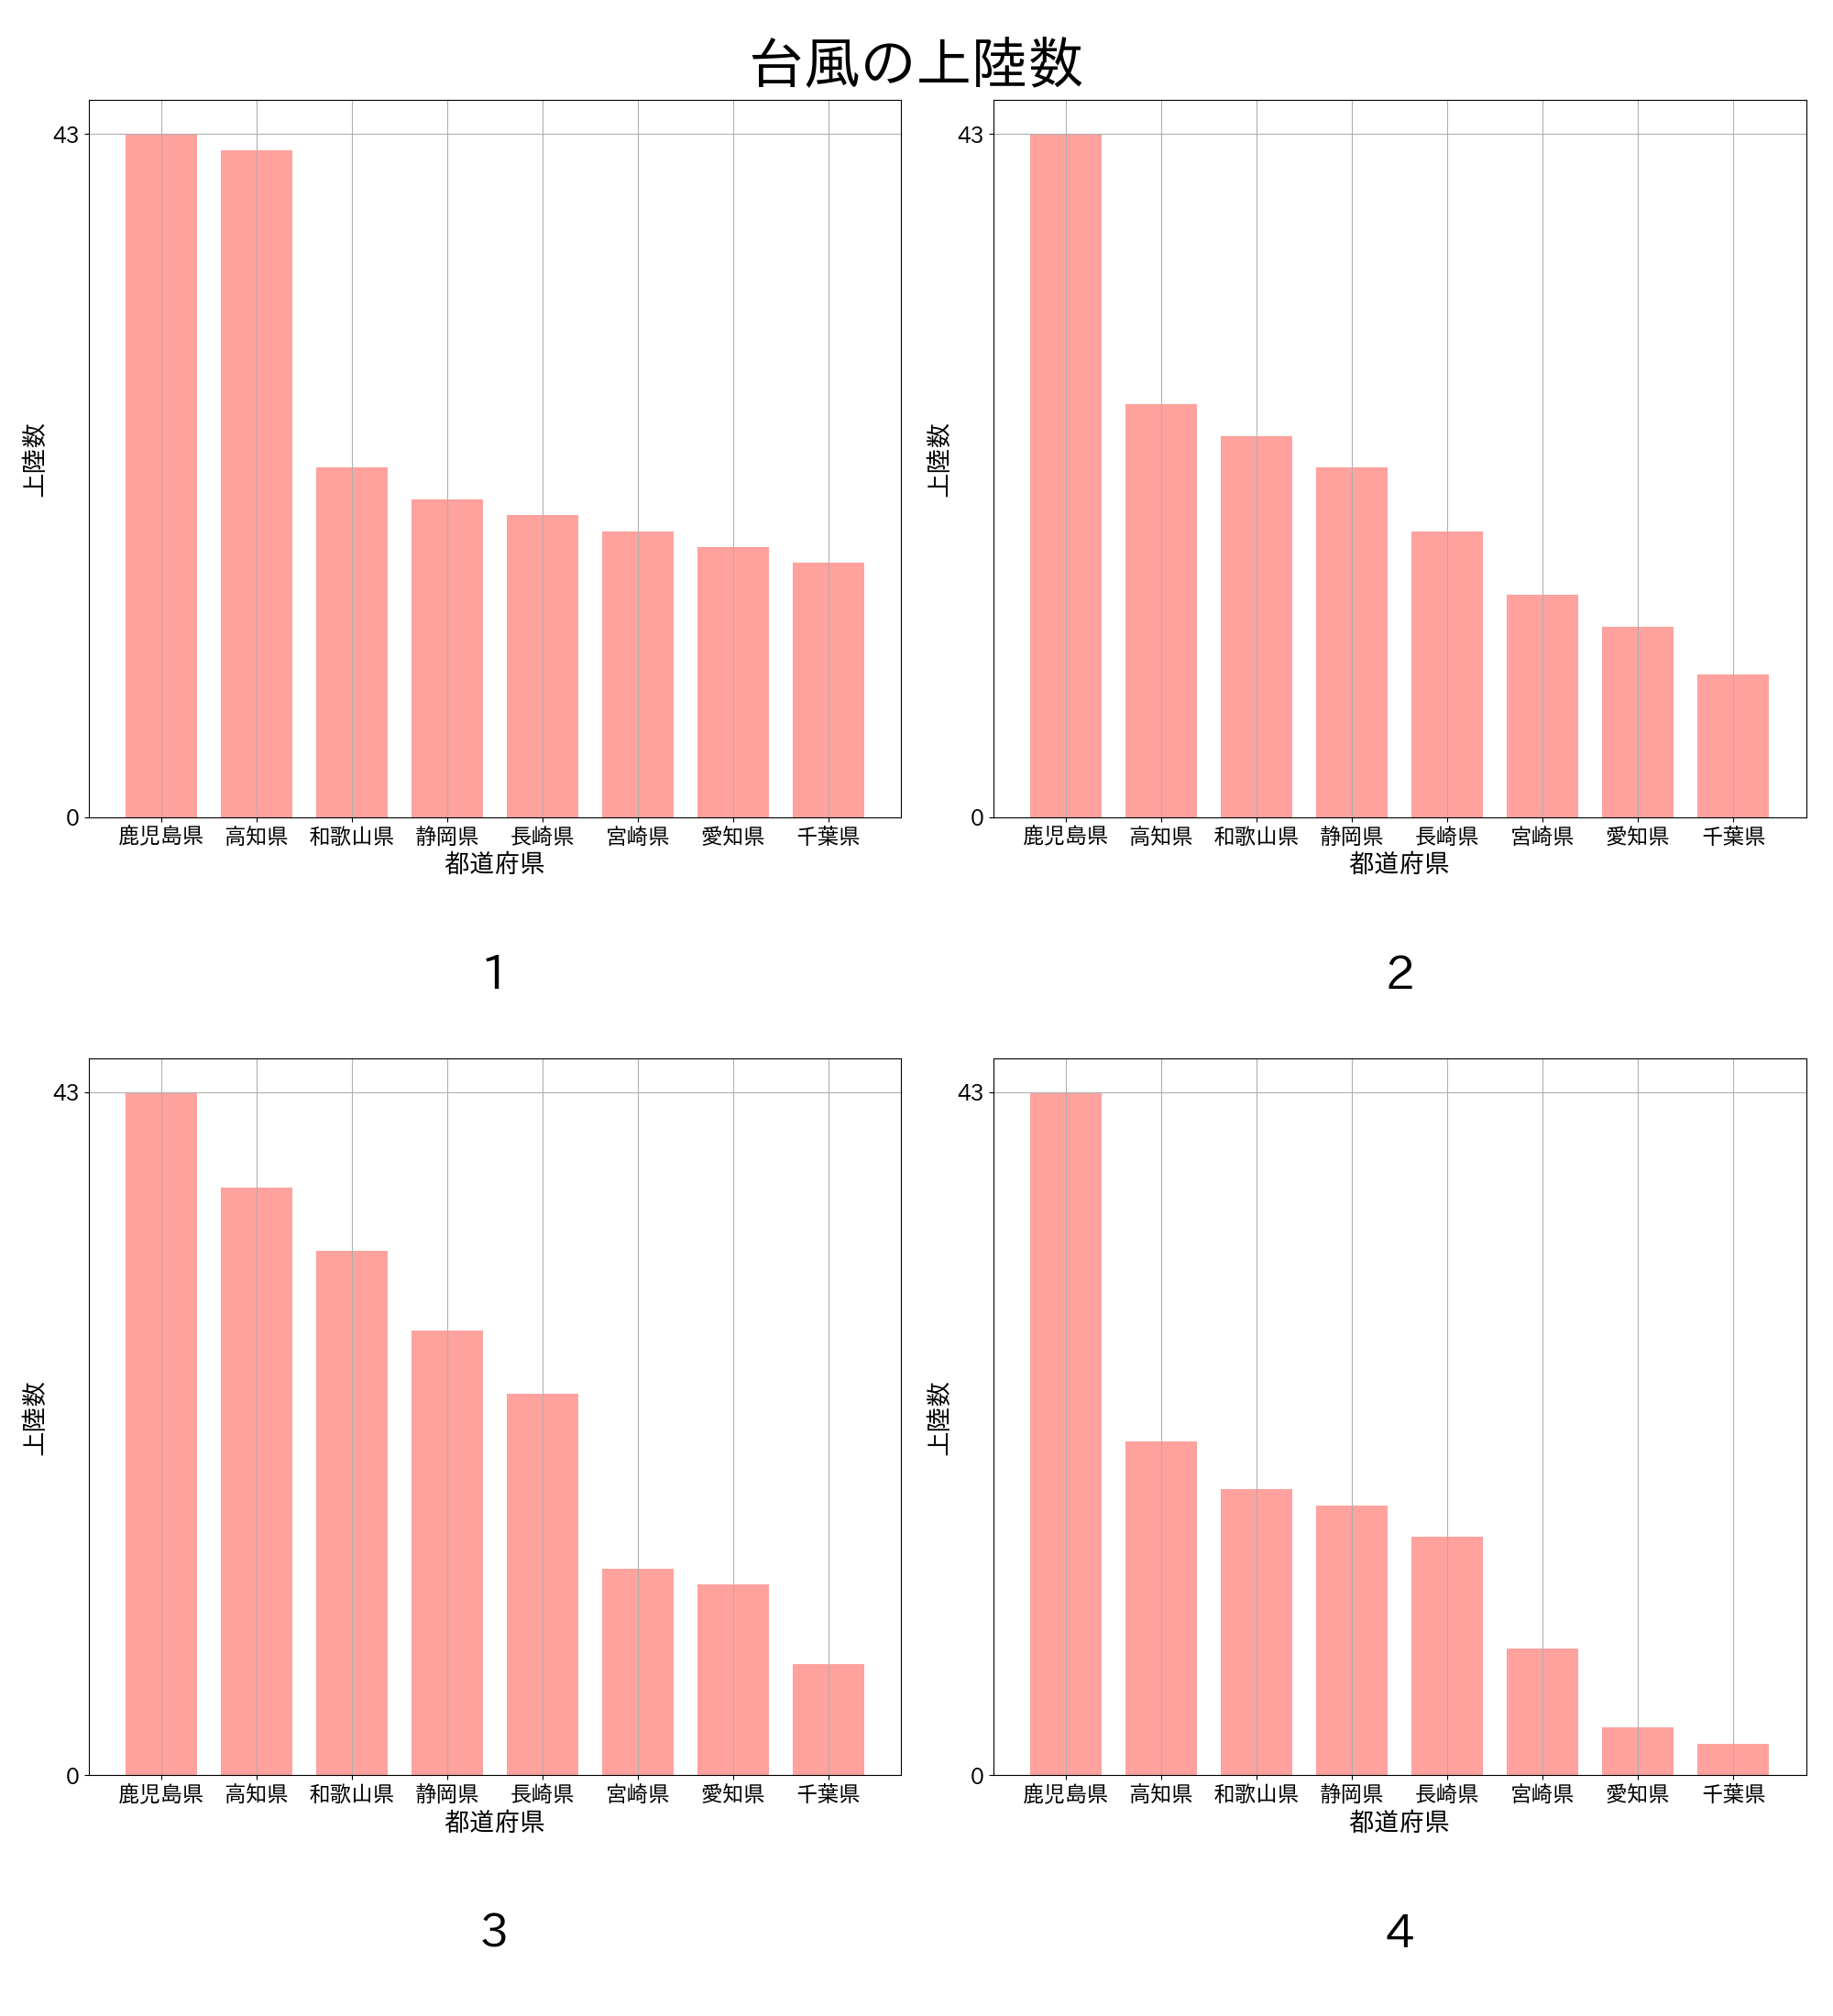 台風の上陸数
43
0
上陸数
鹿児島県 高知県 和歌山県 静岡県 長崎県 宮崎県 愛知県 千葉県
都道府県
1
43
0
上陸数
鹿児島県 高知県 和歌山県 静岡県 長崎県 宮崎県 愛知県 千葉県
都道府県
2
43
0
上陸数
鹿児島県 高知県 和歌山県 静岡県 長崎県 宮崎県 愛知県 千葉県
都道府県
3
43
0
上陸数
鹿児島県 高知県 和歌山県 静岡県 長崎県 宮崎県 愛知県 千葉県
都道府県
4